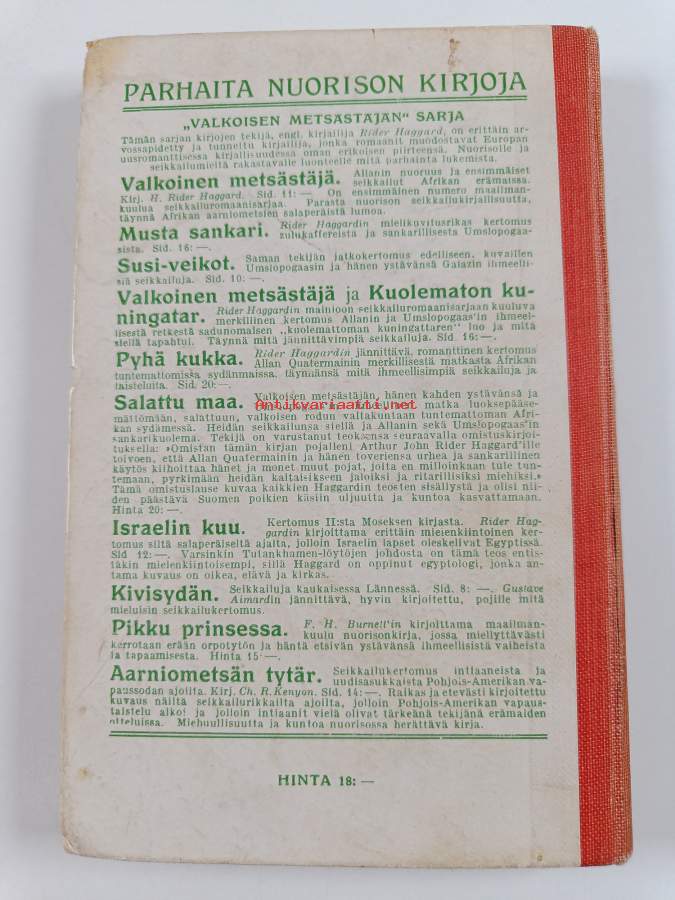 PARHAITA NUORISON KIRJOJA
„VALKOISEN METSÄSTÄJÄN“ SARJA
Tämän sarjan kirjojen tekijä, engl. kirjailija Rider Haggard, on erittäin ar-
vossapidetty ja tunnettu kirjailija, jonka romaanit muodostavat Europan
uusromanttisessa kirjallisuudessa oman erikoisen piirteensä. Nuorisolle ja
seikkailumieltä rakastavalle luonteelle mitä parhainta lukemista.
Valkoinen metsästäjä. Allanin nuoruus ja ensimmäiset
seikkailut Afrikan erämaissa.
Kirj. H. Rider Haggard. Sid. 11: —. On ensimmäinen numero maailman-
kuulua seikkailuromaanisarjaa. Parasta nuorison seikkailukirjallisuutta,
täynnä Afrikan aarniometsien salaperäistä lumoa.
Musta sankari. Rider Haggardin mielikuvitusrikas kertomus
zulukaffereista ja sankarillisesta Umslopogaa-
sista. Sid. 16: —.
Susi-veikot. Saman tekijän jatkokertomus edelliseen, kuvaillen
Umslopogaasin ja hänen ystävänsä Galazin ihmeelli-
siä seikkailuja. Sid. 10: —.
Valkoinen metsästäjä ja Kuolematon ku-
ningatar. Rider Haggardin mainioon seikkailuromaanisarjaan kuuluva
merkillinen kertomus Allanin ja Umslopogaas'in ihmeel-
lisestä retkestä sadunomaisen „kuolemattoman kuningattaren“ luo ja mitä
siellä tapahtui. Täynnä mitä jännittävimpiä seikkailuja. Sid. 16: —.
Pyhä kukka. Rider Haggardin jännittävä, romanttinen kertomus
Allan Quatermainin merkillisestä matkasta Afrikan
tuntemattomissa sydänmaissa, täynnänsä mitä ihmeellisimpiä seikkailuja ja
taisteluita. Sid. 20: —.
Salattu maa. Valkoisen metsästäjän, hänen kahden ystävänsä ja
antikvariaatti.net matka luoksepääse-
mättömään, salattuun, valkoisen rodun valtakuntaan tuntemattoman Afri-
kan sydämessä. Heidän seikkailunsa siellä ja Allanin sekä Umslopogaas'in
sankarikuolema. Tekijä on varustanut teoksensa seuraavalla omistuskirjoi-
tuksella: »Omistan tämän kirjan pojalleni Arthur John Rider Haggard'ille
toivoen, että Allan Quatermainin ja hänen toveriensa urhea ja sankarillinen
käytös kiihoittaa hänet ja monet muut pojat, joita en milloinkaan tule tun-
temaan, pyrkimään heidän kaltaisikseen jaloiksi ja ritarillisiksi miehiksi.»
Tämä omistuslause kuvaa kaikkien Haggardin teosten sisällystä ja olisi nii-
den päästävä Suomen poikien käsiin uljuutta ja kuntoa kasvattamaan.
Hinta 20: —.
Israelin kuu. Kertomus II:sta Moseksen kirjasta. Rider Hag-
gardin kirjoittama erittäin mielenkiintoinen ker-
tomus siltä salaperäiseltä ajalta, jolloin Israelin lapset oleskelivat Egyptissä.
Sid 12: —. Varsinkin Tutankhamen-löytöjen johdosta on tämä teos entis-
täkin mielenkiintoisempi, sillä Haggard on oppinut egyptologi, jonka an-
tama kuvaus on oikea, elävä ja kirkas.
Kivisydän. Seikkailuja kaukaisessa Lännessä. Sid. 8: —. Gustave
Aimardin jännittävä, hyvin kirjoitettu, pojille mitä
mieluisin seikkailukertomus.
Pikku prinsessa. F. H. Burnett'in kirjoittama maailman-
kuulu nuorisonkirja, jossa miellyttävästi
kerrotaan erään orpotytön ja häntä etsivän ystävänsä ihmeellisistä vaiheista
ja tapaamisesta. Hinta 15: —.
Aarniometsän tytär. Seikkailukertomus intiaaneista ja
uudisasukkaista Pohjois-Amerikan va-
paussodan ajoilta. Kirj. Ch. R. Kenyon. Sid. 14: —. Raikas ja etevästi kirjoitettu
kuvaus näiltä seikkailurikkailta ajoilta, jolloin Pohjois-Amerikan vapaus-
taistelu alkoi ja jolloin intiaanit vielä olivat tärkeänä tekijänä erämaiden
otteluissa. Miehuullisuutta ja kuntoa nuorisossa herättävä kirja.
HINTA 18: —